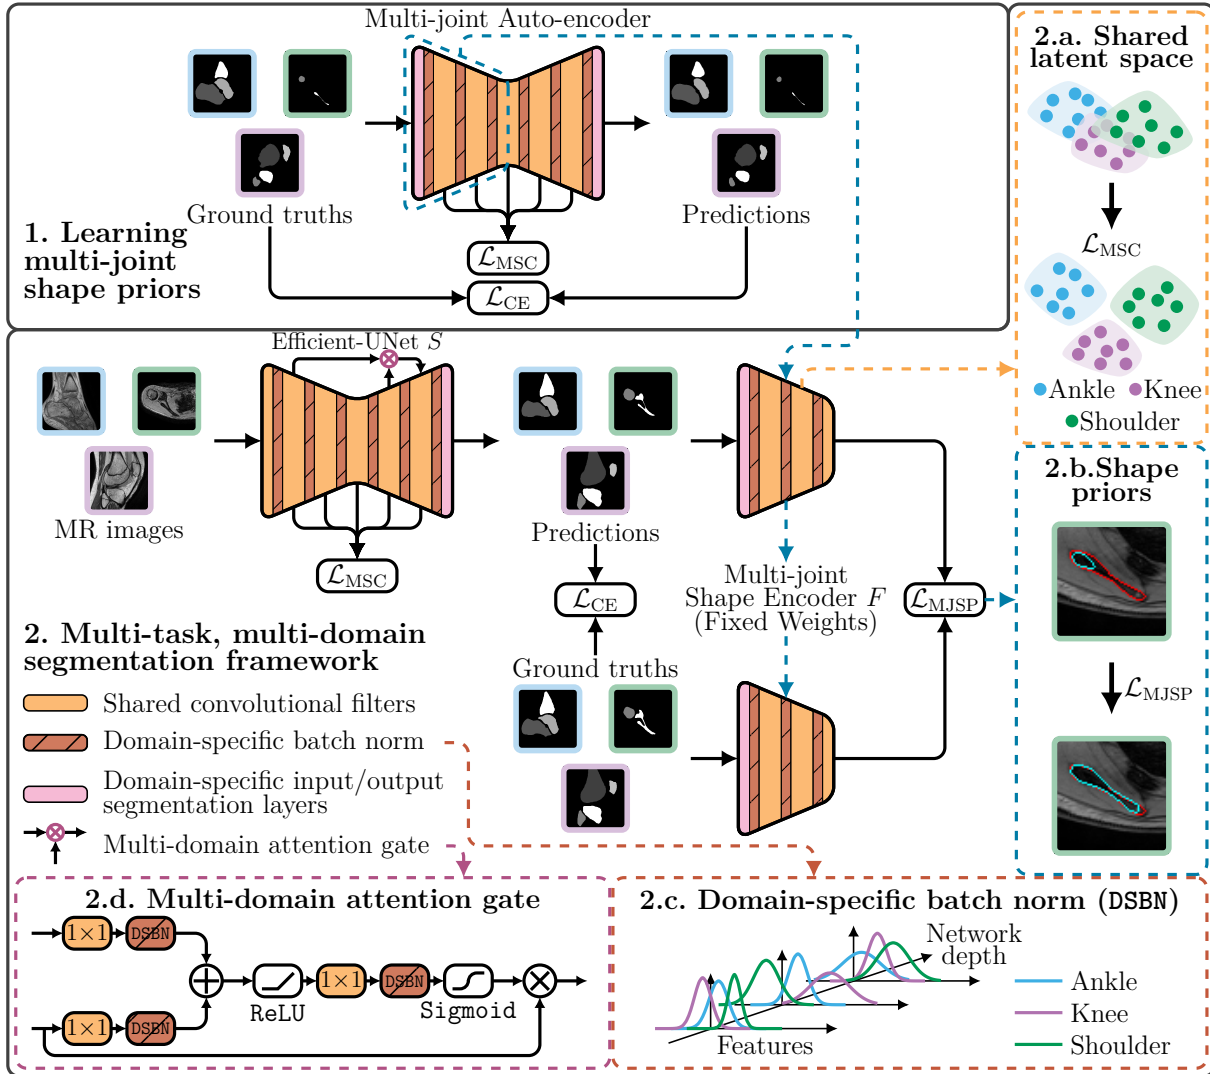 Multi-joint Auto-encoder
Ground truths
Predictions
1. Learning
multi-joint
shape priors
ℒMSC
ℒCE
2.a. Shared
latent space
ℒMSC
Ankle
Knee
Shoulder
Efficient-UNet S
MR images
ℒMSC
Predictions
ℒCE
Ground truths
Multi-joint
Shape Encoder F
(Fixed Weights)
ℒMJSP
2.b.Shape
priors
ℒMJSP
2. Multi-task, multi-domain
segmentation framework
Shared convolutional filters
Domain-specific batch norm
Domain-specific input/output
segmentation layers
Multi-domain attention gate
2.d. Multi-domain attention gate
1×1
DSBN
ReLU
1×1
DSBN
Sigmoid
1×1
DSBN
2.c. Domain-specific batch norm (DSBN)
Network
depth
Features
Ankle
Knee
Shoulder